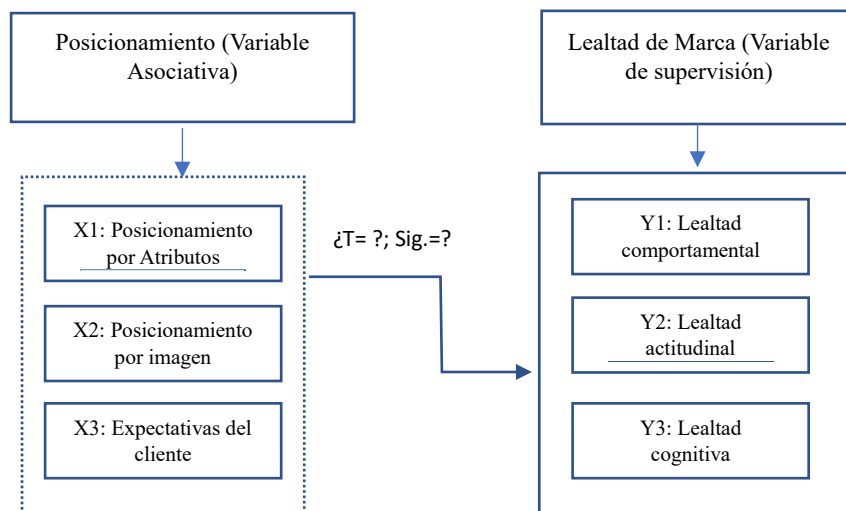 Posicionamiento (Variable
Asociativa)
Lealtad de Marca (Variable
de supervisión)
X1: Posicionamiento
por Atributos
X2: Posicionamiento
por imagen
X3: Expectativas del
cliente
¿T= ?; Sig.=?
Y1: Lealtad
comportamental
Y2: Lealtad
actitudinal
Y3: Lealtad
cognitiva